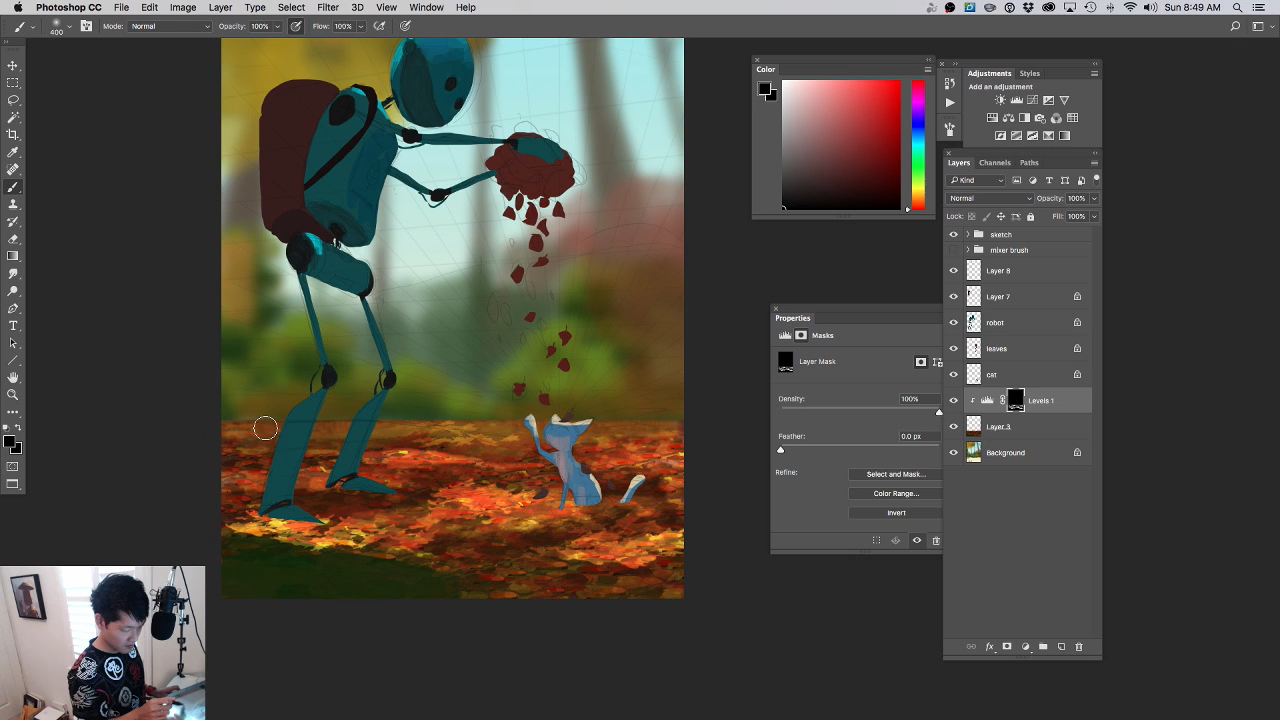 Photoshop CC File Edit Image Layer Type Select Filter 3D View Window Help
Sun 8:49 AM
400 Mode: Normal Opacity: 100% Flow: 100%
Color
Adjustments Styles
Add an adjustment
Layers Channels Paths
Kind
Normal Opacity: 100%
Lock: Fill: 100%
sketch
mixer brush
Layer 8
Layer 7
robot
leaves
cat
Levels 1
Layer 3
Background
Properties
Masks
Layer Mask
Density: 100%
Feather: 0.0 px
Refine: Select and Mask...
Color Range...
Invert